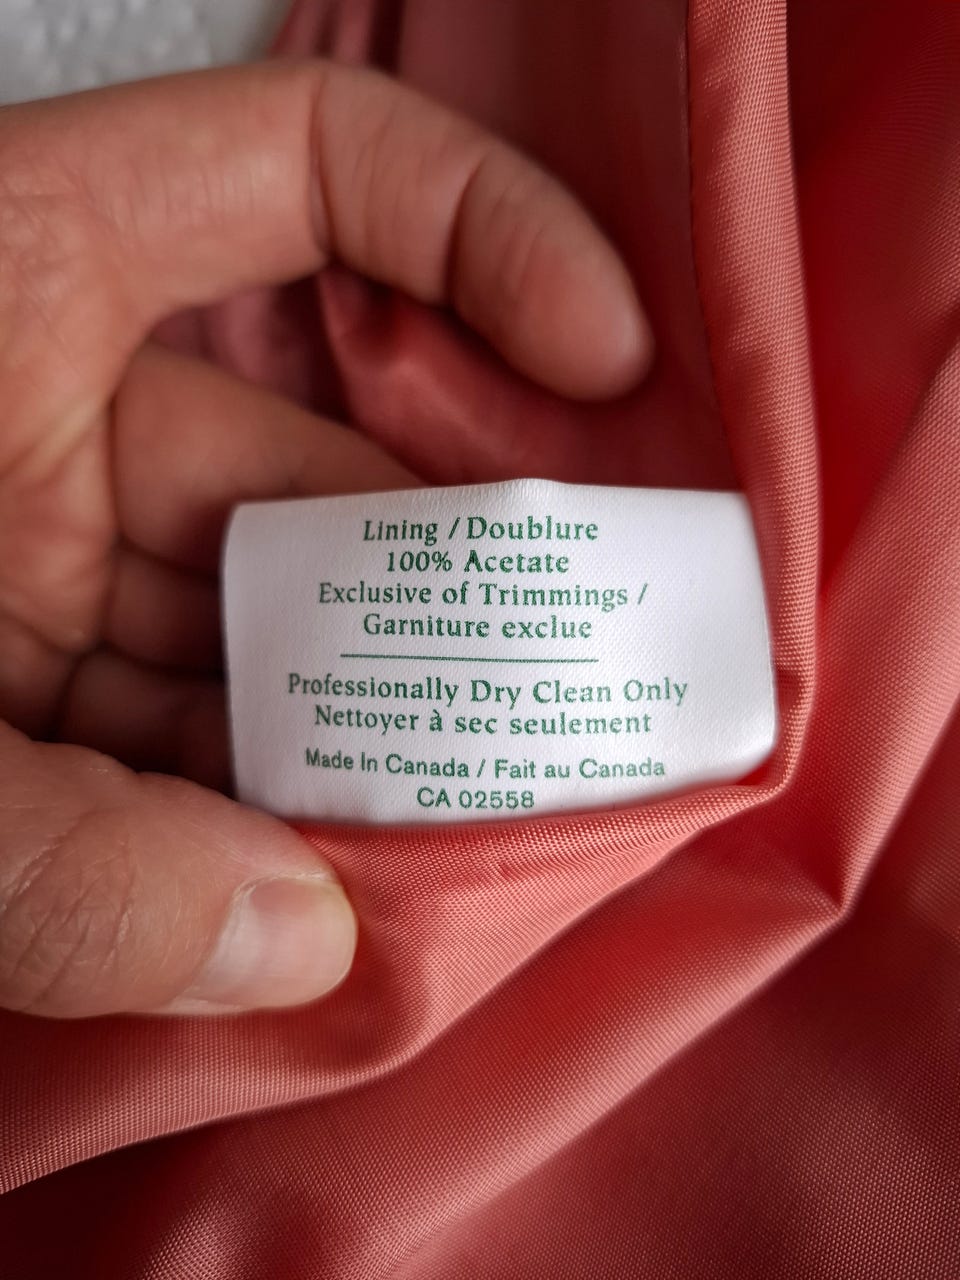 Lining / Doublure
100% Acetate
Exclusive of Trimmings /
Garniture exclue
Professionally Dry Clean Only
Nettoyer à sec seulement
Made In Canada / Fait au Canada
CA 02558